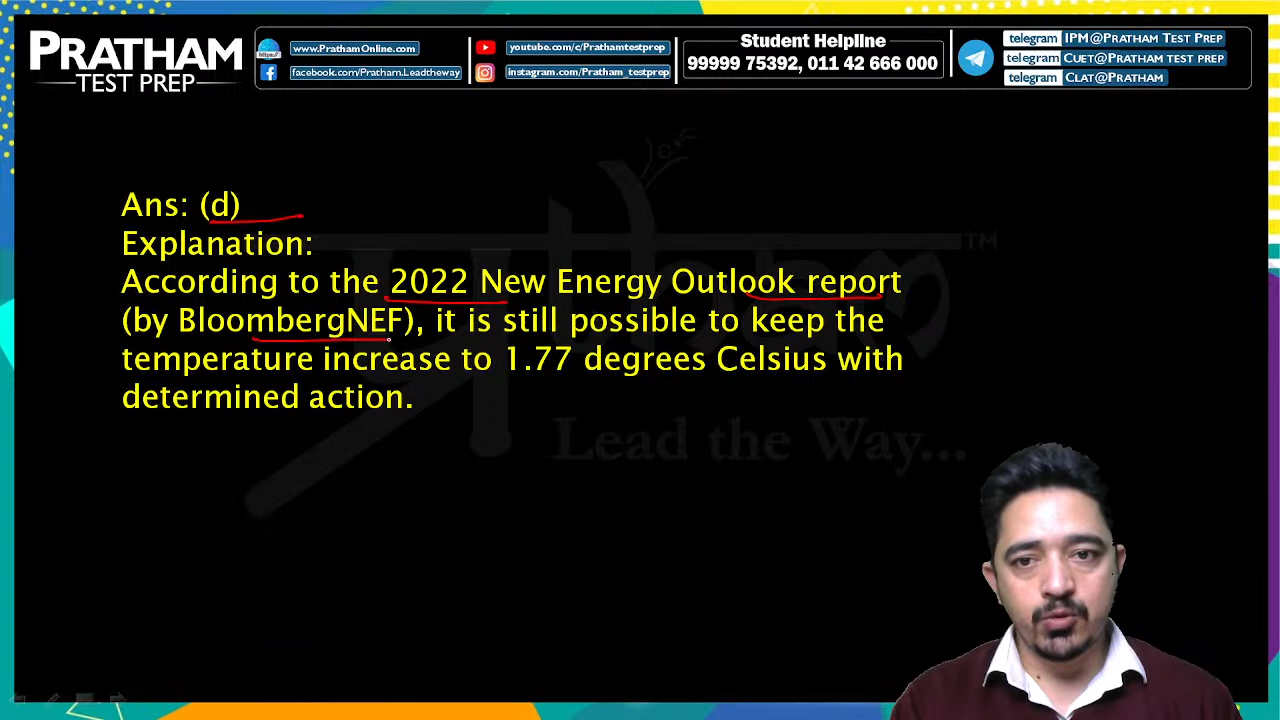 PRATHAM
TEST PREP
https://
www.PrathamOnline.com
facebook.com/Pratham.Leadtheway
youtube.com/c/Prathamtestprep
instagram.com/Pratham_testprep
Student Helpline
99999 75392, 011 42 666 000
telegram IPM@PRATHAM TEST PREP
telegram CUET@PRATHAM TEST PREP
telegram CLAT@PRATHAM
Ans: (d)
Explanation:
According to the 2022 New Energy Outlook report
(by BloombergNEF), it is still possible to keep the
temperature increase to 1.77 degrees Celsius with
determined action.
प्र
TM
Lead the Way...